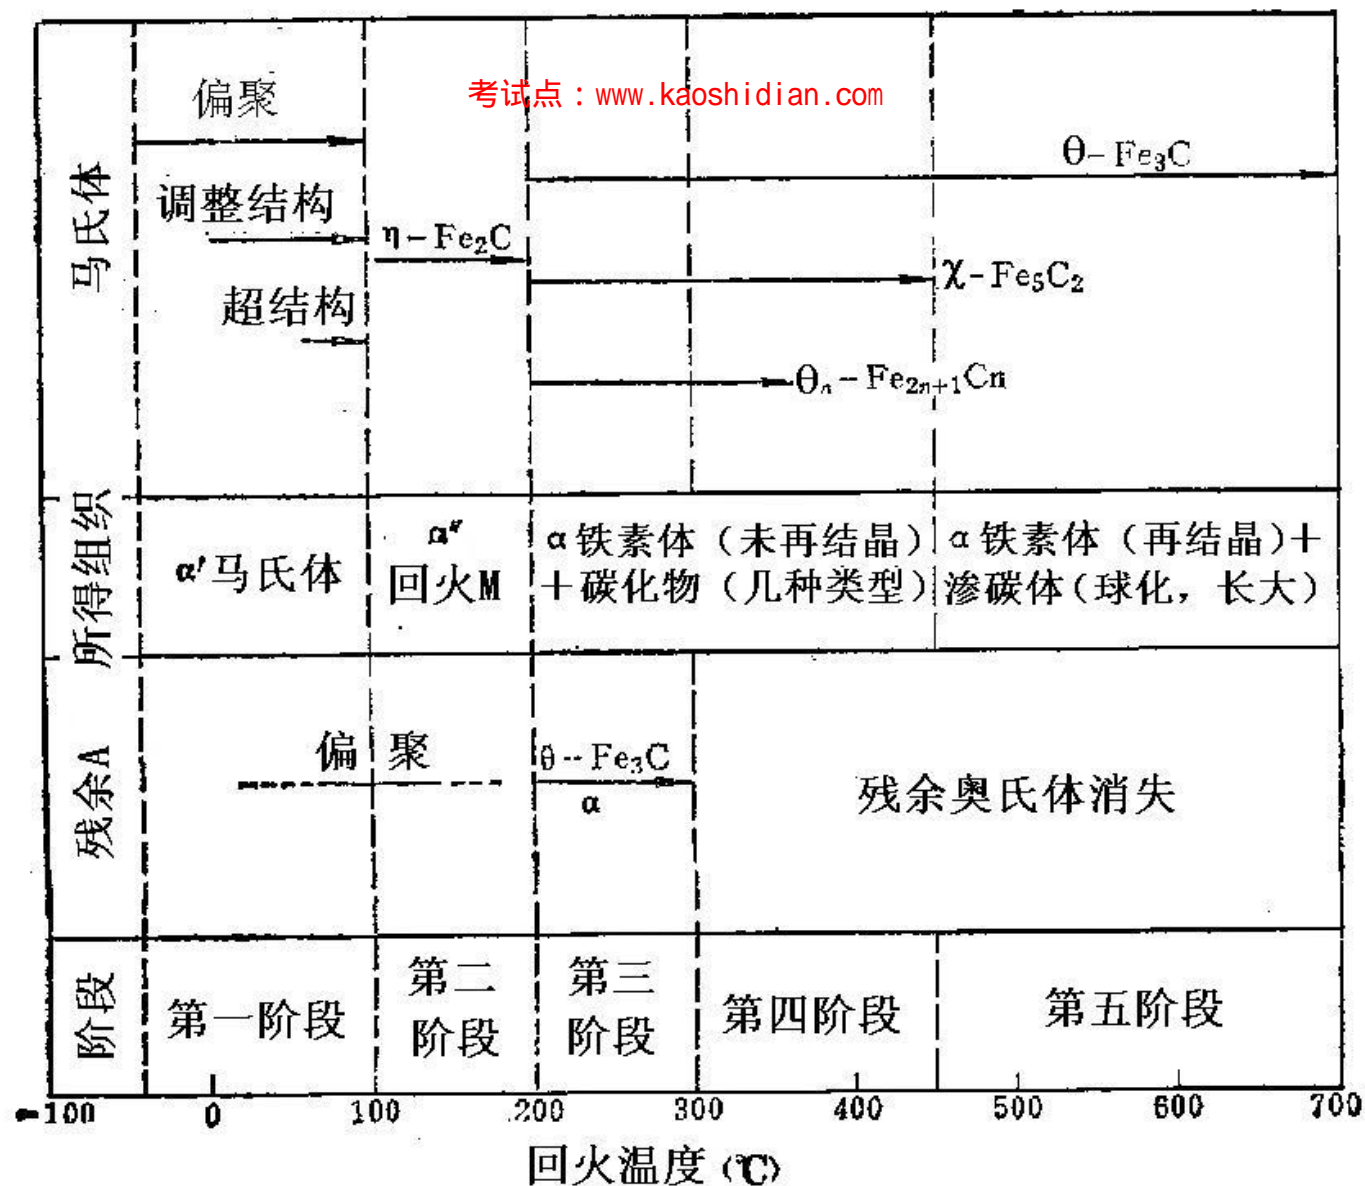 考试点：www.kaoshidian.com
马氏体
偏聚
调整结构
超结构
η-Fe₂C
θ-Fe₃C
χ-Fe₅C₂
θₙ-Fe₂ₙ₊₁Cn
所得组织
α′马氏体
α″
回火M
α铁素体（未再结晶）
+碳化物（几种类型）
α铁素体（再结晶）+
渗碳体（球化，长大）
残余A
偏聚
θ--Fe₃C
α
残余奥氏体消失
阶段
第一阶段
第二
阶段
第三
阶段
第四阶段
第五阶段
-100 0 100 200 300 400 500 600 700
回火温度（℃）